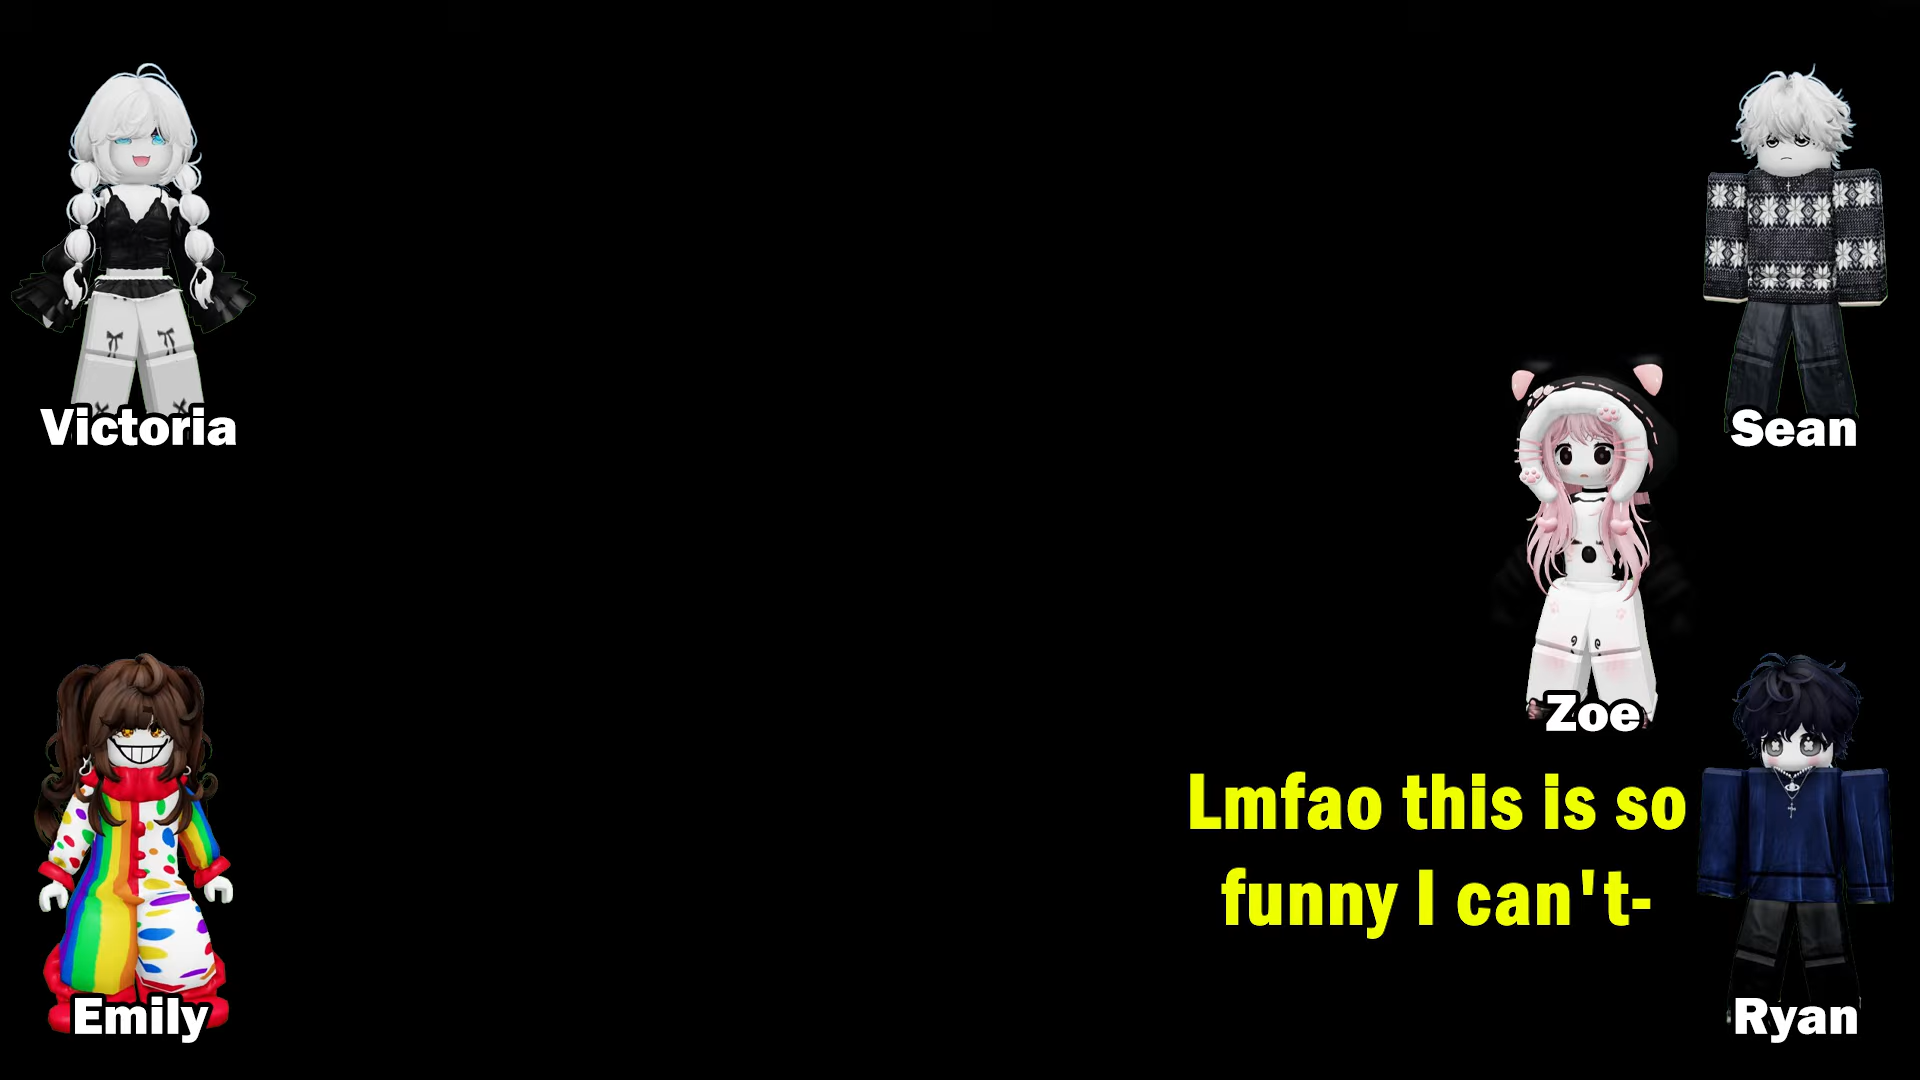 Victoria
Sean
Zoe
Lmfao this is so
funny I can't-
Emily
Ryan